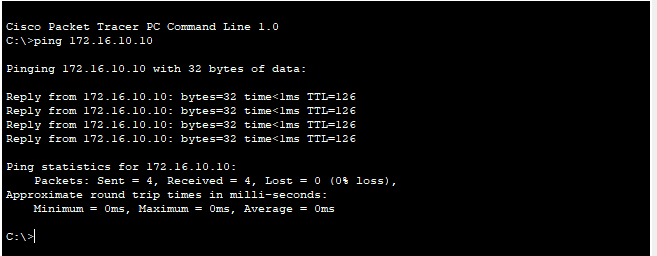 Cisco Packet Tracer PC Command Line 1.0
C:\>ping 172.16.10.10
Pinging 172.16.10.10 with 32 bytes of data:
Reply from 172.16.10.10: bytes=32 time<1ms TTL=126
Reply from 172.16.10.10: bytes=32 time<1ms TTL=126
Reply from 172.16.10.10: bytes=32 time<1ms TTL=126
Reply from 172.16.10.10: bytes=32 time<1ms TTL=126
Ping statistics for 172.16.10.10:
    Packets: Sent = 4, Received = 4, Lost = 0 (0% loss),
Approximate round trip times in milli-seconds:
    Minimum = 0ms, Maximum = 0ms, Average = 0ms
C:\>